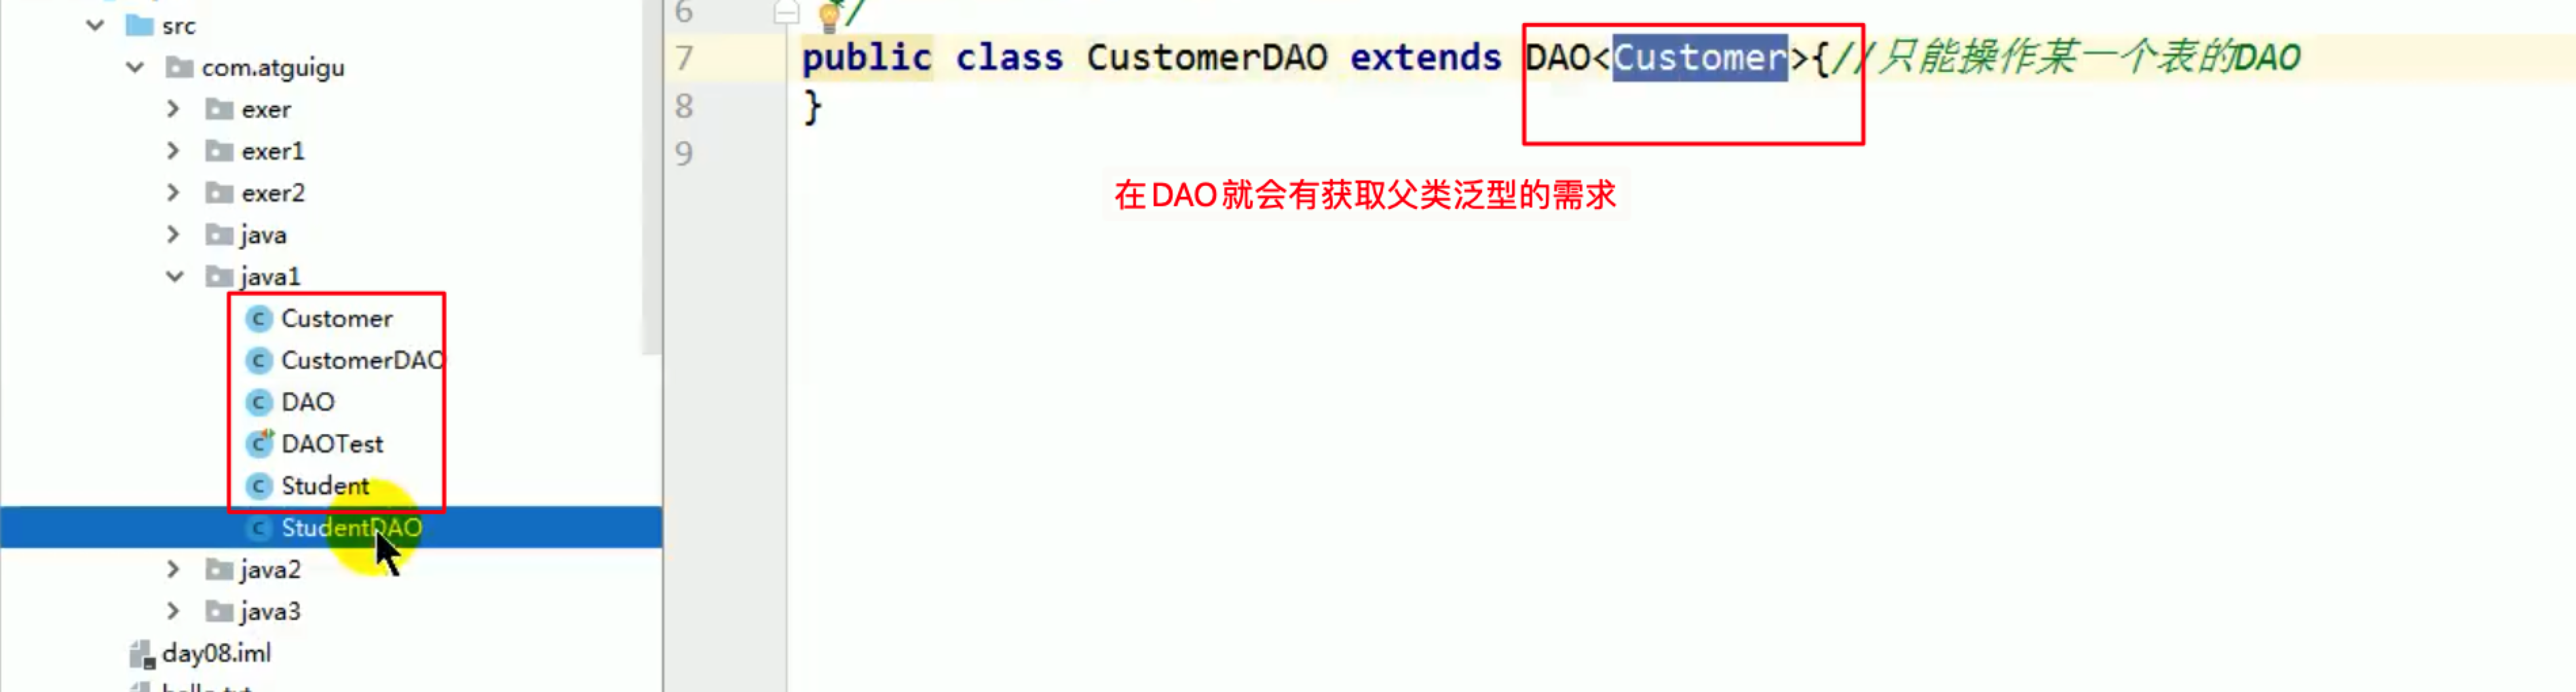 src
com.atguigu
exer
exer1
exer2
java
java1
Customer
CustomerDAO
DAO
DAOTest
Student
StudentDAO
java2
java3
day08.iml
6 */
7 public class CustomerDAO extends DAO<Customer>{//只能操作某一个表的DAO
8 }
9
在DAO就会有获取父类泛型的需求